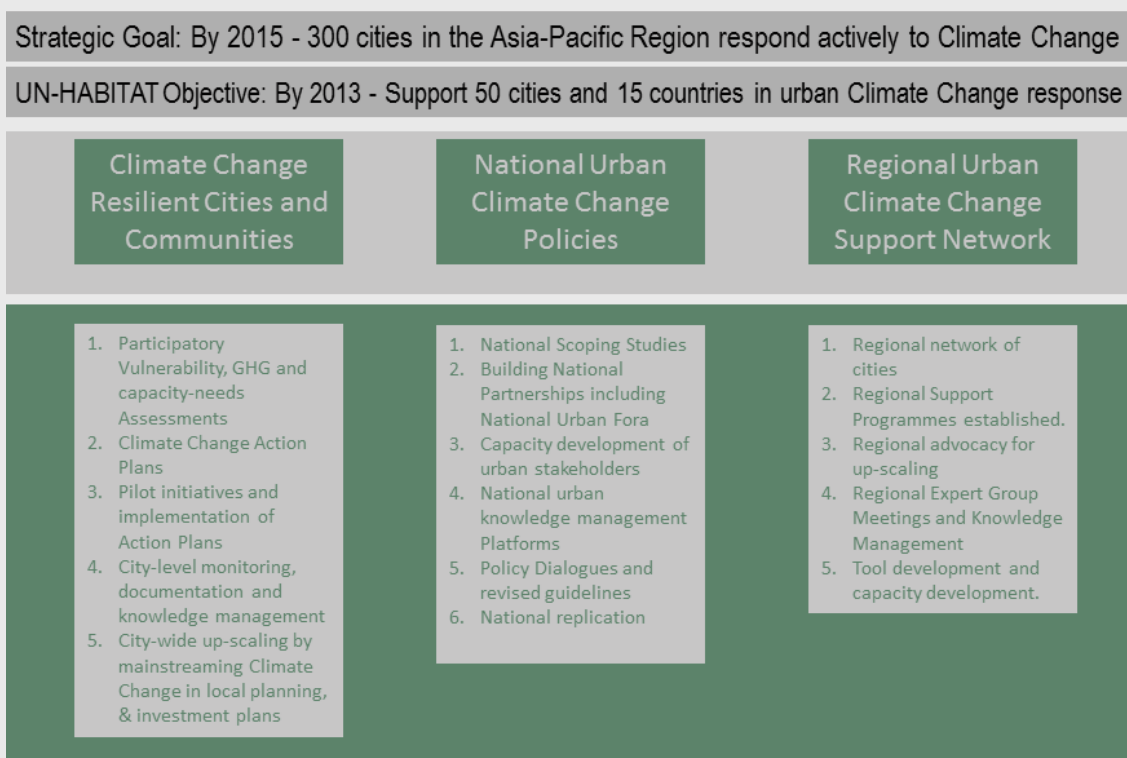 Strategic Goal: By 2015 - 300 cities in the Asia-Pacific Region respond actively to Climate Change
UN-HABITAT Objective: By 2013 - Support 50 cities and 15 countries in urban Climate Change response
Climate Change
Resilient Cities and
Communities
National Urban
Climate Change
Policies
Regional Urban
Climate Change
Support Network
1. Participatory
Vulnerability, GHG and
capacity-needs
Assessments
2. Climate Change Action
Plans
3. Pilot initiatives and
implementation of
Action Plans
4. City-level monitoring,
documentation and
knowledge management
5. City-wide up-scaling by
mainstreaming Climate
Change in local planning,
& investment plans
1. National Scoping Studies
2. Building National
Partnerships including
National Urban Fora
3. Capacity development of
urban stakeholders
4. National urban
knowledge management
Platforms
5. Policy Dialogues and
revised guidelines
6. National replication
1. Regional network of
cities
2. Regional Support
Programmes established.
3. Regional advocacy for
up-scaling
4. Regional Expert Group
Meetings and Knowledge
Management
5. Tool development and
capacity development.